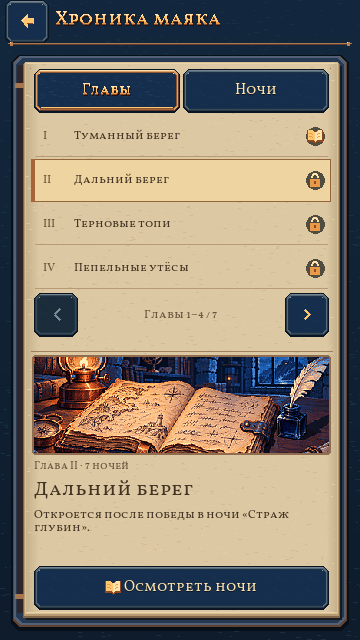 Хроника маяка
Главы
Ночи
I Туманный берег
II Дальний берег
III Терновые топи
IV Пепельные утёсы
Главы 1–4 / 7
Глава II · 7 ночей
Дальний берег
Откроется после победы в ночи «Страж
глубин».
Осмотреть ночи